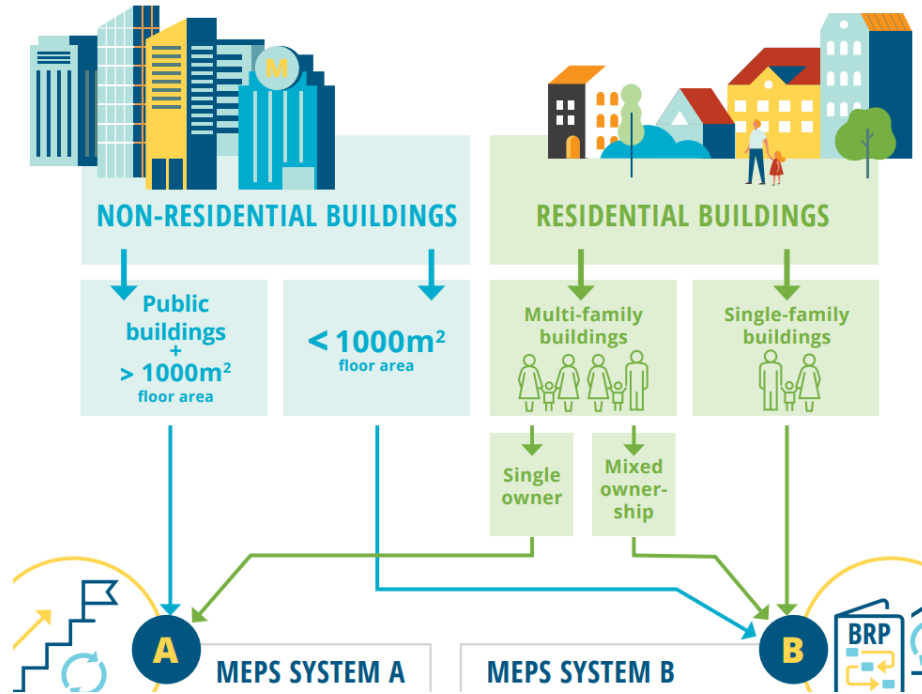 M
NON-RESIDENTIAL BUILDINGS
RESIDENTIAL BUILDINGS
Public
buildings
+
> 1000m²
floor area
< 1000m²
floor area
Multi-family
buildings
Single-family
buildings
Single
owner
Mixed
owner-
ship
A
MEPS SYSTEM A
MEPS SYSTEM B
B
BRP